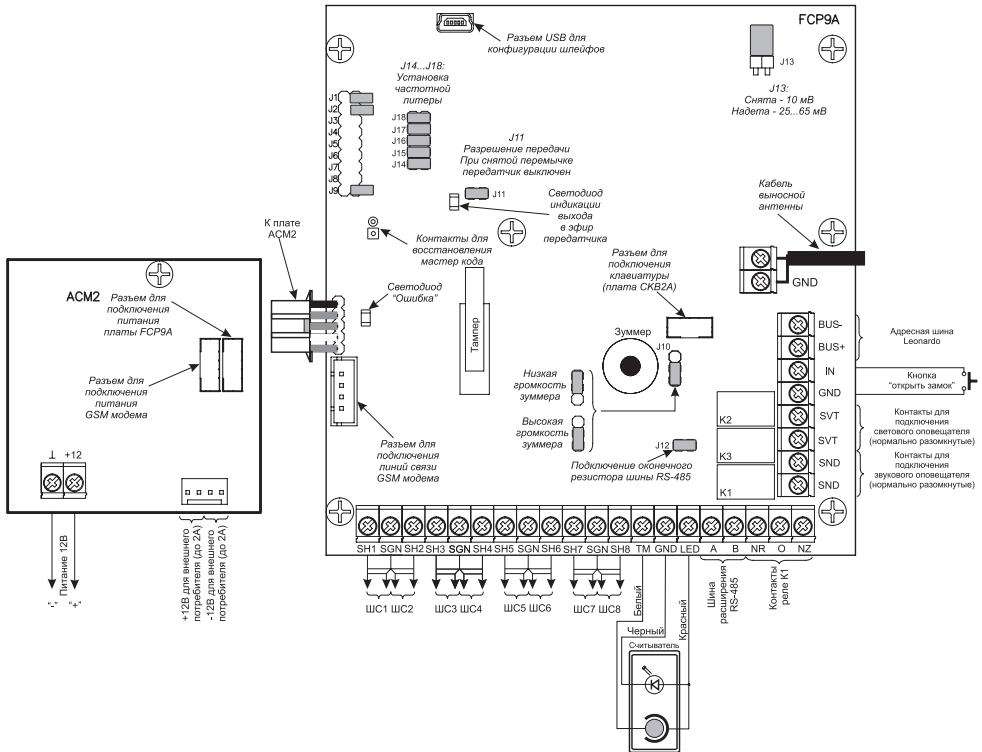 FCP9A
Разъем USB для
конфигурации шлейфов
J13
J13:
Снята - 10 мВ
Надета - 25...65 мВ
J14...J18:
Установка
частотной
литеры
J1
J2
J3
J4
J5
J6
J7
J8
J9
J18
J17
J16
J15
J14
J11
Разрешение передачи
При снятой перемычке
передатчик выключен
J11
Светодиод
индикации
выхода
в эфир
передатчика
Кабель
выносной
антенны
GND
К плате
ACM2
Контакты для
восстановления
мастер кода
Светодиод
"Ошибка"
Тампер
Разъем для
подключения
клавиатуры
(плата CKB2A)
Зуммер
J10
Низкая
громкость
зуммера
Высокая
громкость
зуммера
J12
Подключение оконечного
резистора шины RS-485
Разъем для
подключения
линий связи
GSM модема
ACM2
Разъем для
подключения
питания
платы FCP9A
Разъем для
подключения
питания
GSM модема
⊥ +12
Питание 12В
"-" "+"
+12В для внешнего
потребителя (до 2А)
-12В для внешнего
потребителя (до 2А)
BUS-
BUS+
IN
GND
SVT
SVT
SND
SND
K2
K3
K1
Адресная шина
Leonardo
Кнопка
"открыть замок"
Контакты для
подключения
светового оповещателя
(нормально разомкнутые)
Контакты для
подключения
звукового оповещателя
(нормально разомкнутые)
SH1 SGN SH2 SH3 SGN SH4 SH5 SGN SH6 SH7 SGN SH8 TM GND LED A B NR O NZ
ШС1 ШС2 ШС3 ШС4 ШС5 ШС6 ШС7 ШС8
Белый
Черный
Красный
Шина
расширения
RS-485
Контакты
реле К1
Считыватель